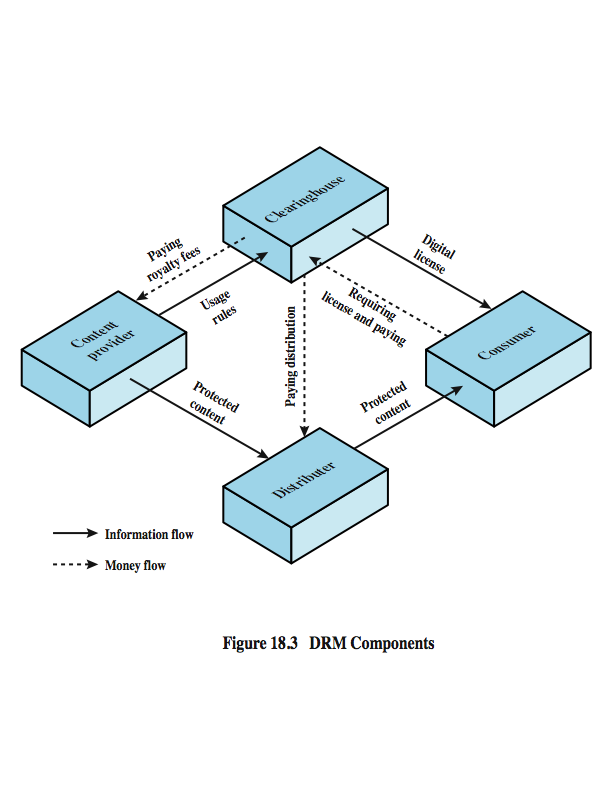 Clearinghouse
Paying
royalty fees
Digital
license
Usage
rules
Requiring
license and paying
Content
provider
Consumer
Paying distribution
Protected
content
Protected
content
Distributer
Information flow
Money flow
Figure 18.3 DRM Components